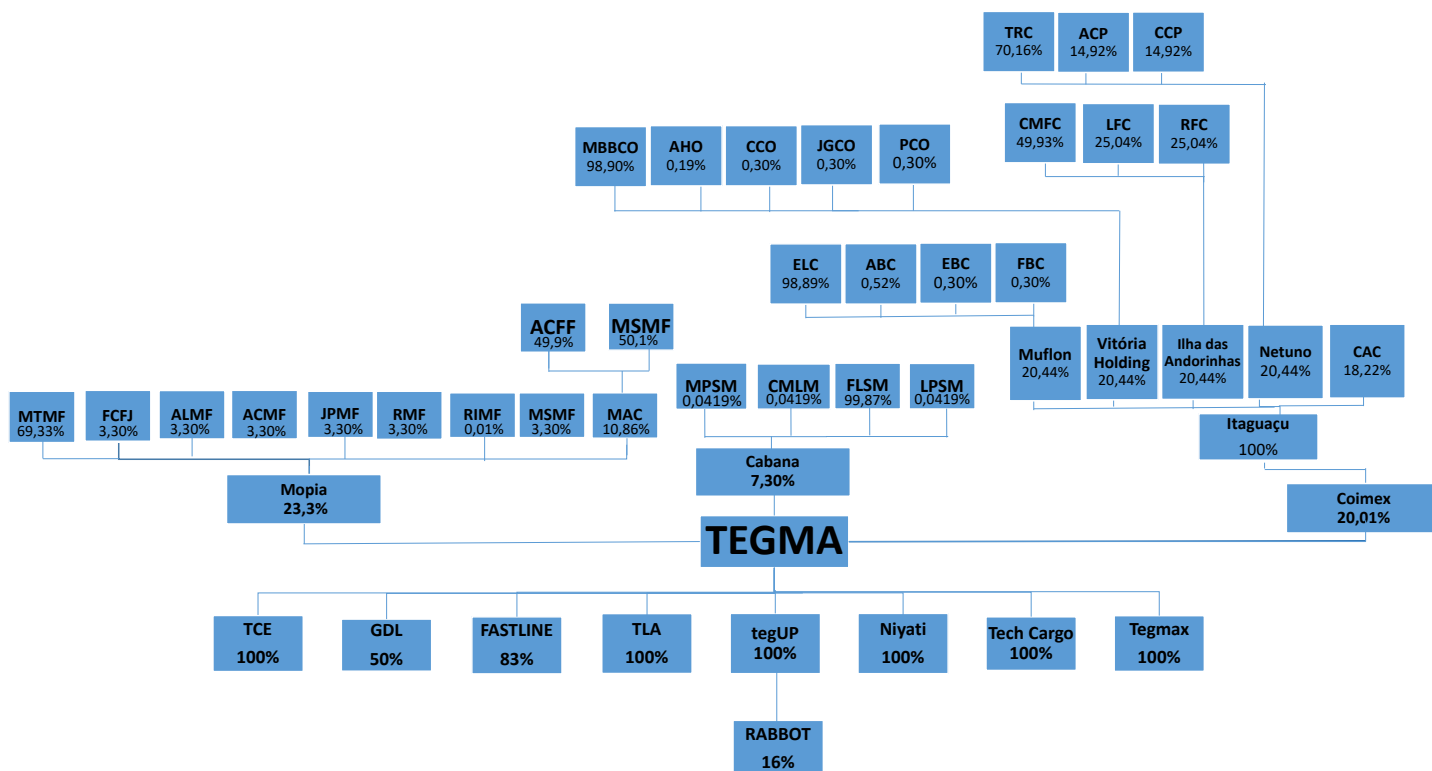 TRC
70,16%
ACP
14,92%
CCP
14,92%
CMFC
49,93%
LFC
25,04%
RFC
25,04%
MBBCO
98,90%
AHO
0,19%
CCO
0,30%
JGCO
0,30%
PCO
0,30%
ELC
98,89%
ABC
0,52%
EBC
0,30%
FBC
0,30%
ACFF
49,9%
MSMF
50,1%
Muflon
20,44%
Vitória
Holding
20,44%
Ilha das
Andorinhas
20,44%
Netuno
20,44%
CAC
18,22%
MPSM
0,0419%
CMLM
0,0419%
FLSM
99,87%
LPSM
0,0419%
MTMF
69,33%
FCFJ
3,30%
ALMF
3,30%
ACMF
3,30%
JPMF
3,30%
RMF
3,30%
RIMF
0,01%
MSMF
3,30%
MAC
10,86%
Itaguaçu
100%
Cabana
7,30%
Mopia
23,3%
Coimex
20,01%
TEGMA
TCE
100%
GDL
50%
FASTLINE
83%
TLA
100%
tegUP
100%
Niyati
100%
Tech Cargo
100%
Tegmax
100%
RABBOT
16%